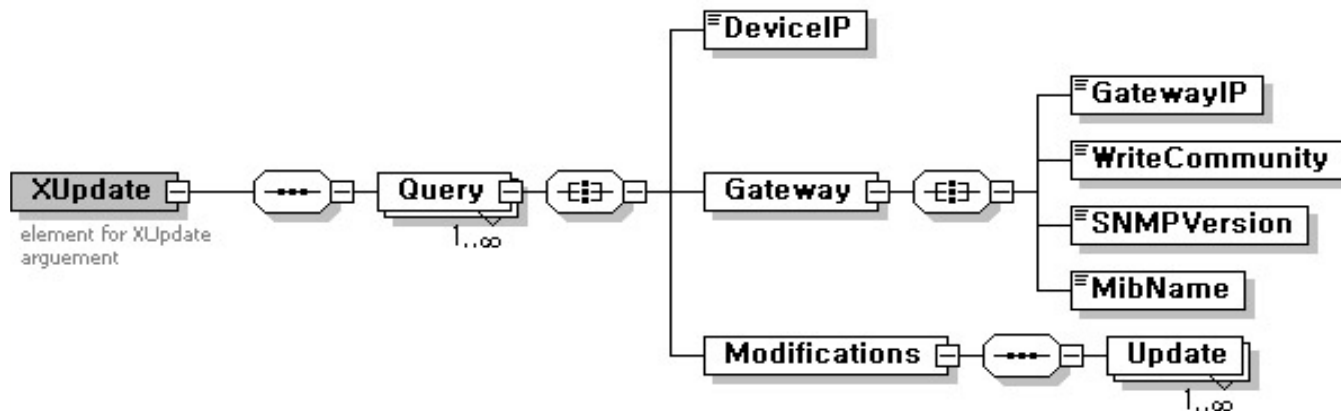 DeviceIP
GatewayIP
WriteCommunity
XUpdate
Query
Gateway
SNMPVersion
element for XUpdate
arguement
1..∞
MibName
Modifications
Update
1..∞